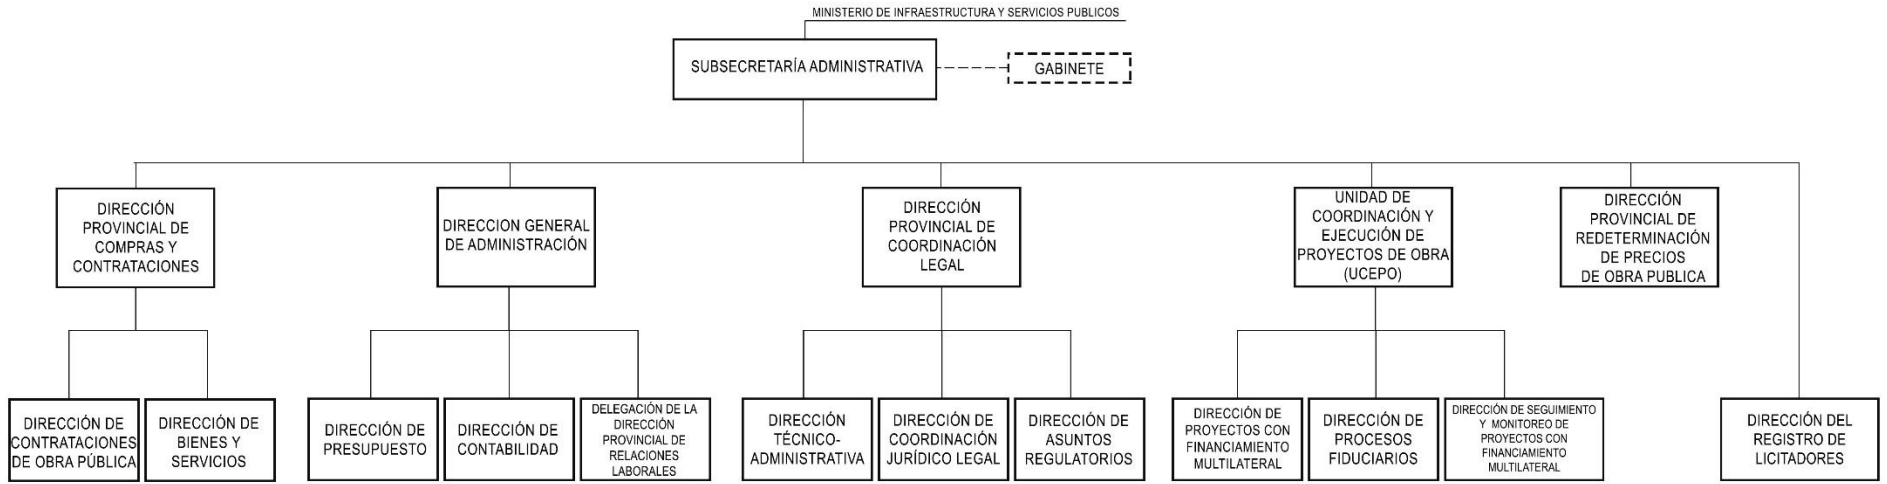 MINISTERIO DE INFRAESTRUCTURA Y SERVICIOS PUBLICOS
SUBSECRETARÍA ADMINISTRATIVA
GABINETE
DIRECCIÓN
PROVINCIAL DE
COMPRAS Y
CONTRATACIONES
DIRECCION GENERAL
DE ADMINISTRACIÓN
DIRECCIÓN
PROVINCIAL DE
COORDINACIÓN
LEGAL
UNIDAD DE
COORDINACIÓN Y
EJECUCIÓN DE
PROYECTOS DE OBRA
(UCEPO)
DIRECCIÓN
PROVINCIAL DE
REDETERMINACIÓN
DE PRECIOS
DE OBRA PUBLICA
DIRECCIÓN DE
CONTRATACIONES
DE OBRA PÚBLICA
DIRECCIÓN DE
BIENES Y
SERVICIOS
DIRECCIÓN DE
PRESUPUESTO
DIRECCIÓN DE
CONTABILIDAD
DELEGACIÓN DE LA
DIRECCIÓN
PROVINCIAL DE
RELACIONES
LABORALES
DIRECCIÓN
TÉCNICO-
ADMINISTRATIVA
DIRECCIÓN DE
COORDINACIÓN
JURÍDICO LEGAL
DIRECCIÓN DE
ASUNTOS
REGULATORIOS
DIRECCIÓN DE
PROYECTOS CON
FINANCIAMIENTO
MULTILATERAL
DIRECCIÓN DE
PROCESOS
FIDUCIARIOS
DIRECCIÓN DE SEGUIMIENTO
Y MONITOREO DE
PROYECTOS CON
FINANCIAMIENTO
MULTILATERAL
DIRECCIÓN DEL
REGISTRO DE
LICITADORES